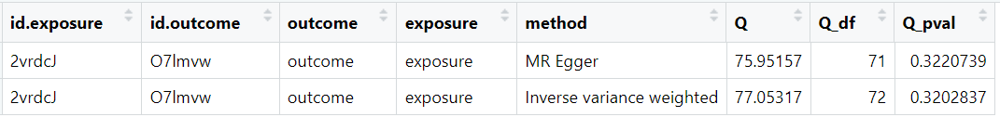 id.exposure id.outcome outcome exposure method Q Q_df Q_pval
2vrdcJ O7lmvw outcome exposure MR Egger 75.95157 71 0.3220739
2vrdcJ O7lmvw outcome exposure Inverse variance weighted 77.05317 72 0.3202837